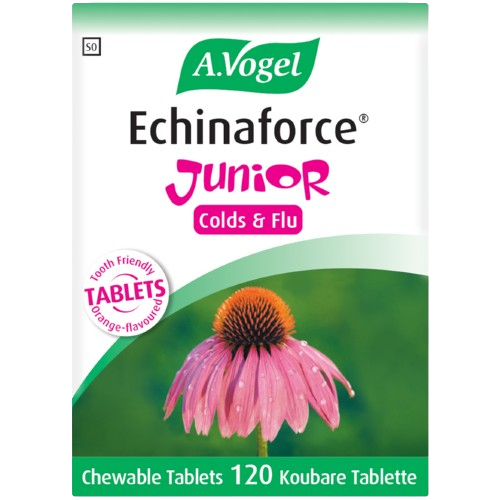 S0
A.Vogel
Echinaforce®
JUNIOR
Colds & Flu
Tooth Friendly
TABLETS
Orange-flavoured
Chewable Tablets 120 Koubare Tablette